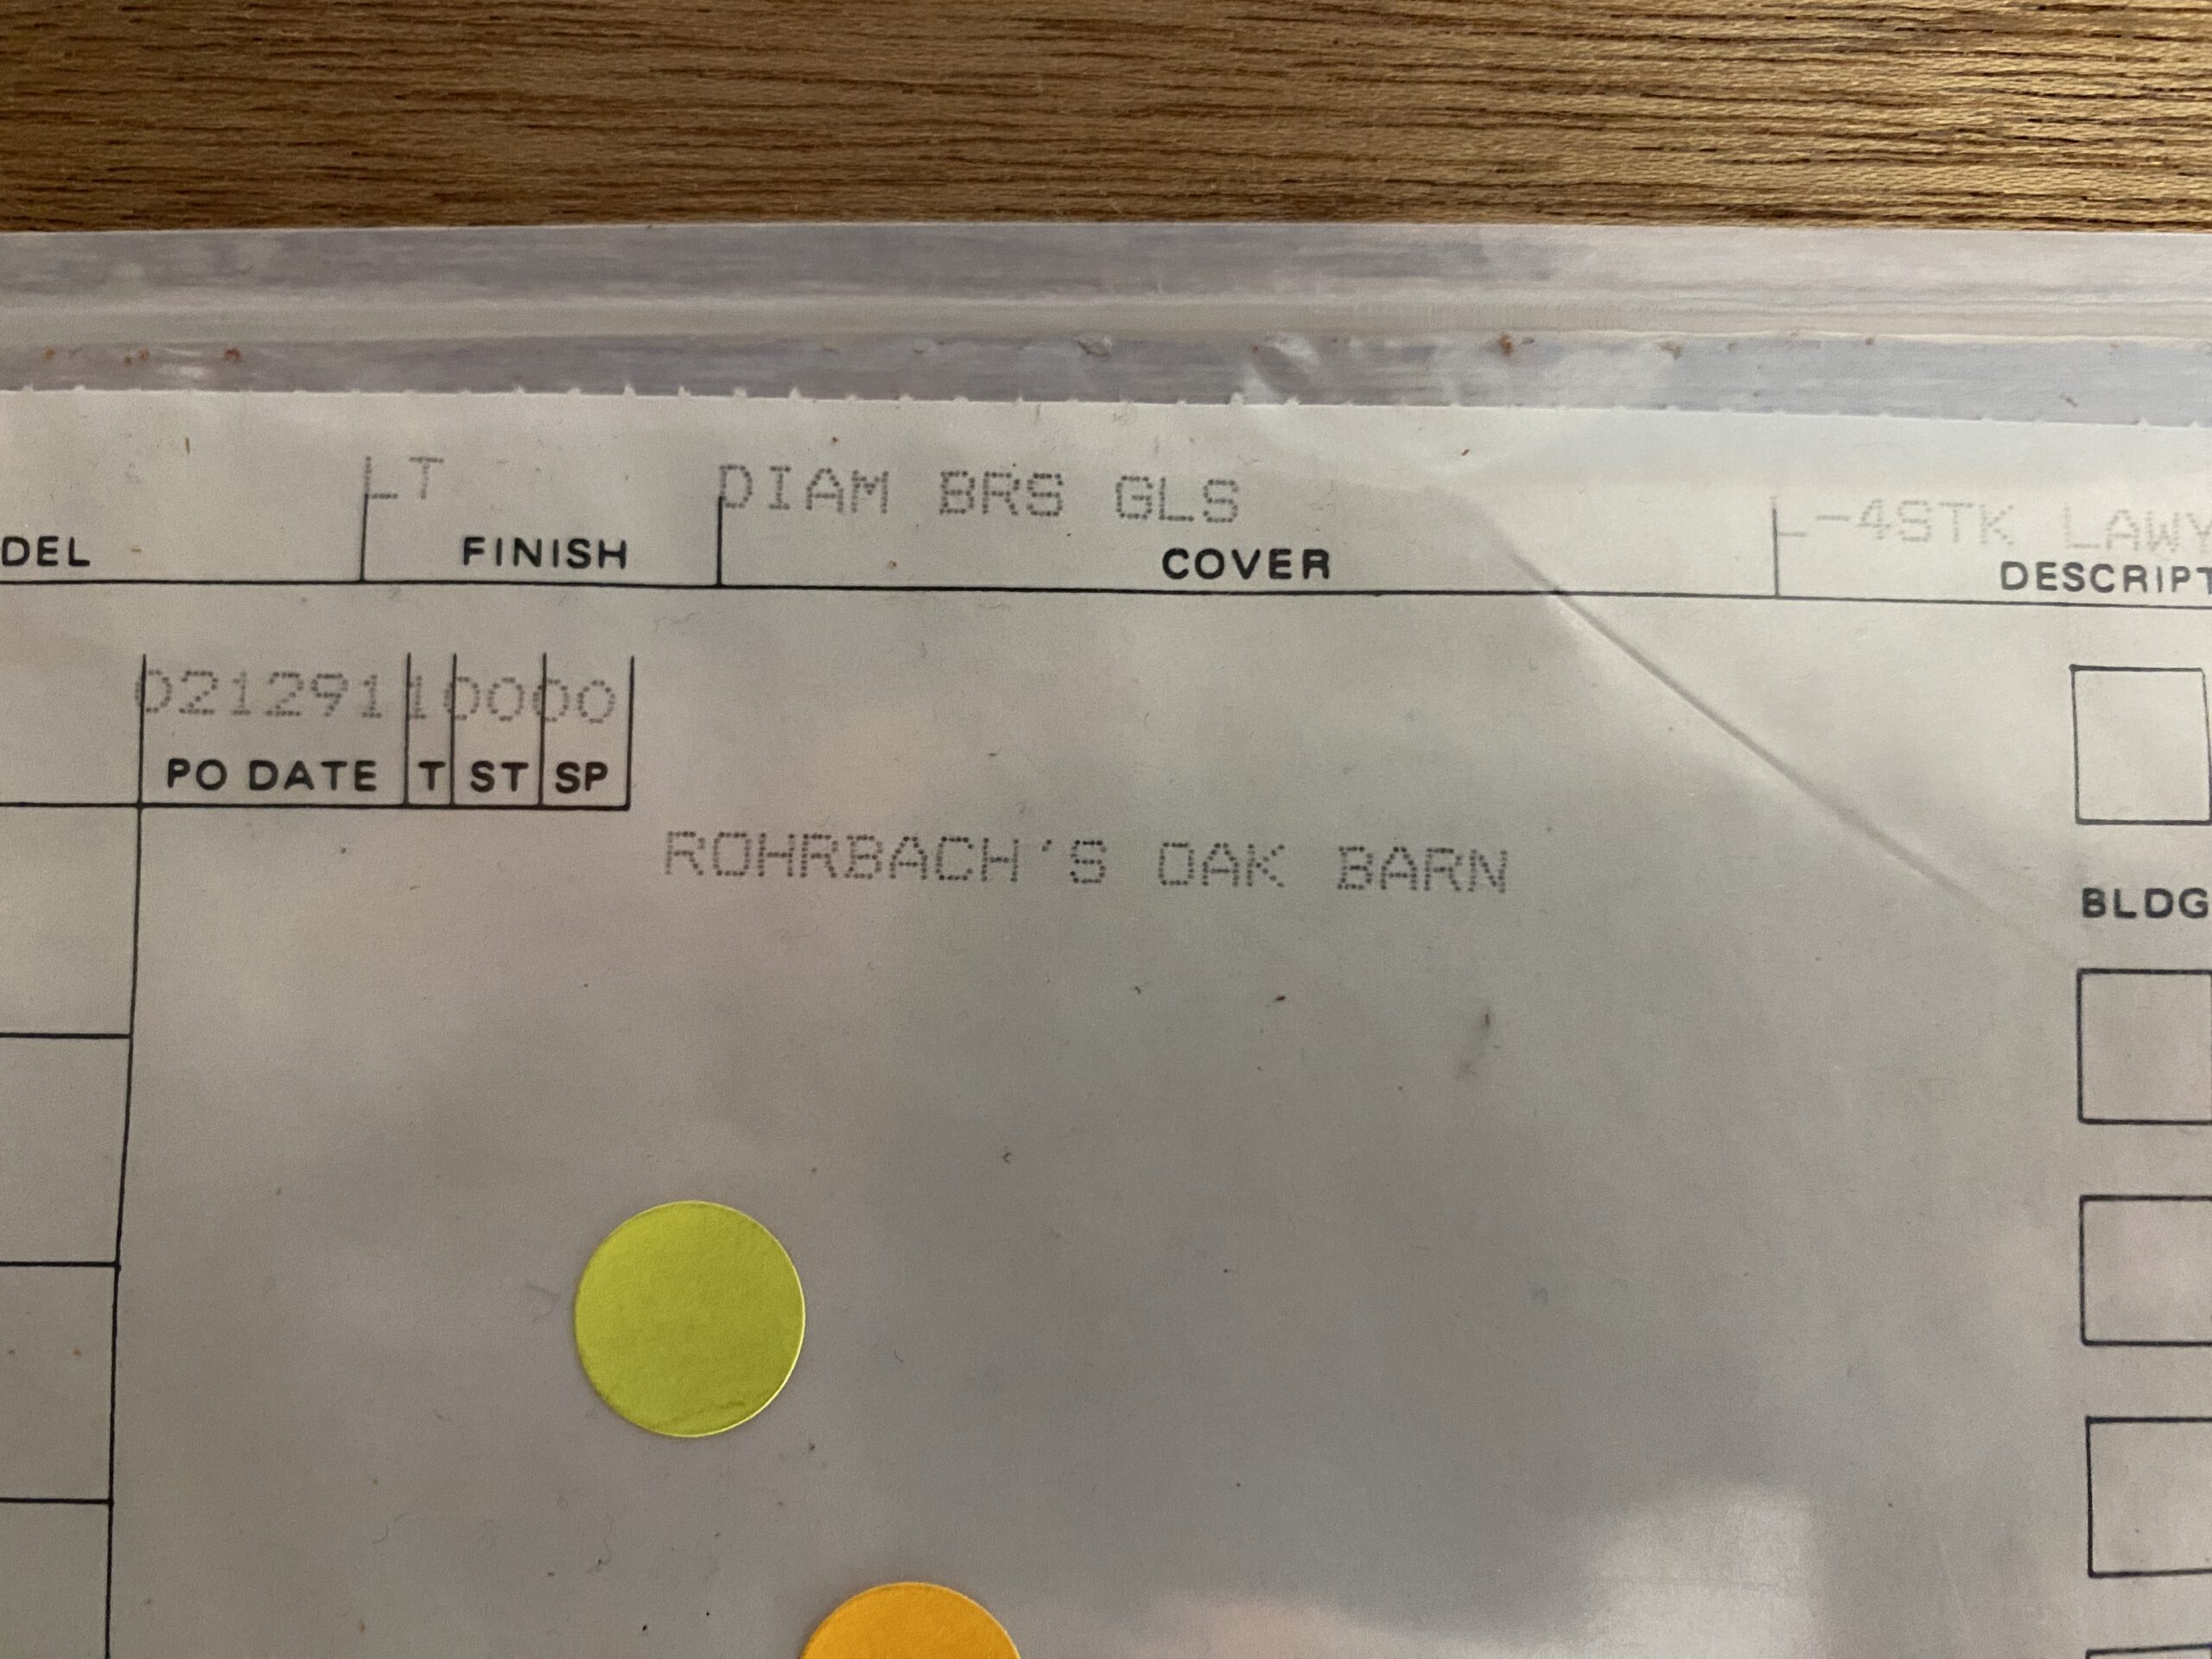 LT DIAM BRS GLS L-4STK LAWY
DEL FINISH COVER DESCRIPT
021291 1 00 00
PO DATE T ST SP
ROHRBACH'S OAK BARN
BLDG